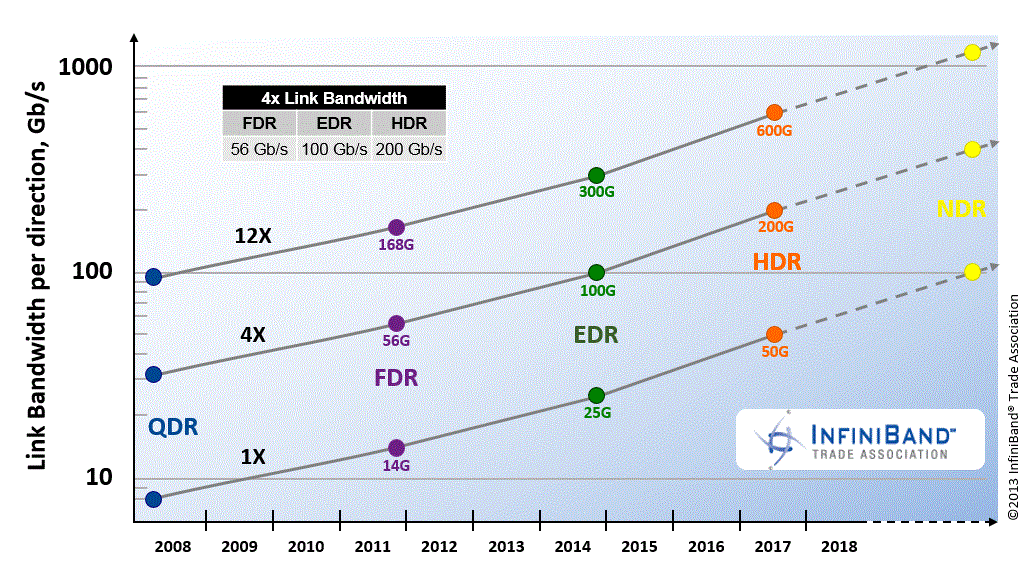 Link Bandwidth per direction, Gb/s
1000
100
10
4x Link Bandwidth
FDR EDR HDR
56 Gb/s 100 Gb/s 200 Gb/s
12X
168G
300G
600G
4X
56G
100G
200G
1X
14G
25G
50G
QDR
FDR
EDR
HDR
NDR
INFINIBAND™
TRADE ASSOCIATION
2008 2009 2010 2011 2012 2013 2014 2015 2016 2017 2018
©2013 InfiniBand® Trade Association